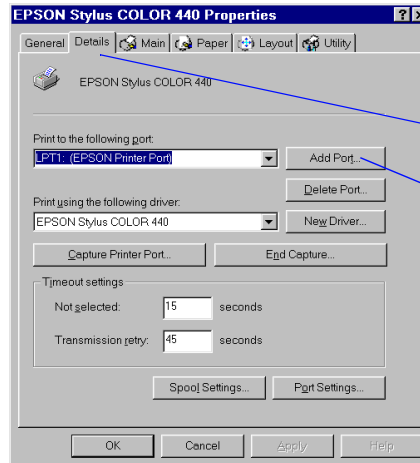 EPSON Stylus COLOR 440 Properties
General Details Main Paper Layout Utility
EPSON Stylus COLOR 440
Print to the following port:
LPT1: (EPSON Printer Port) Add Port...
Delete Port...
Print using the following driver:
EPSON Stylus COLOR 440 New Driver...
Capture Printer Port... End Capture...
Timeout settings
Not selected: 15 seconds
Transmission retry: 45 seconds
Spool Settings... Port Settings...
OK Cancel Apply Help